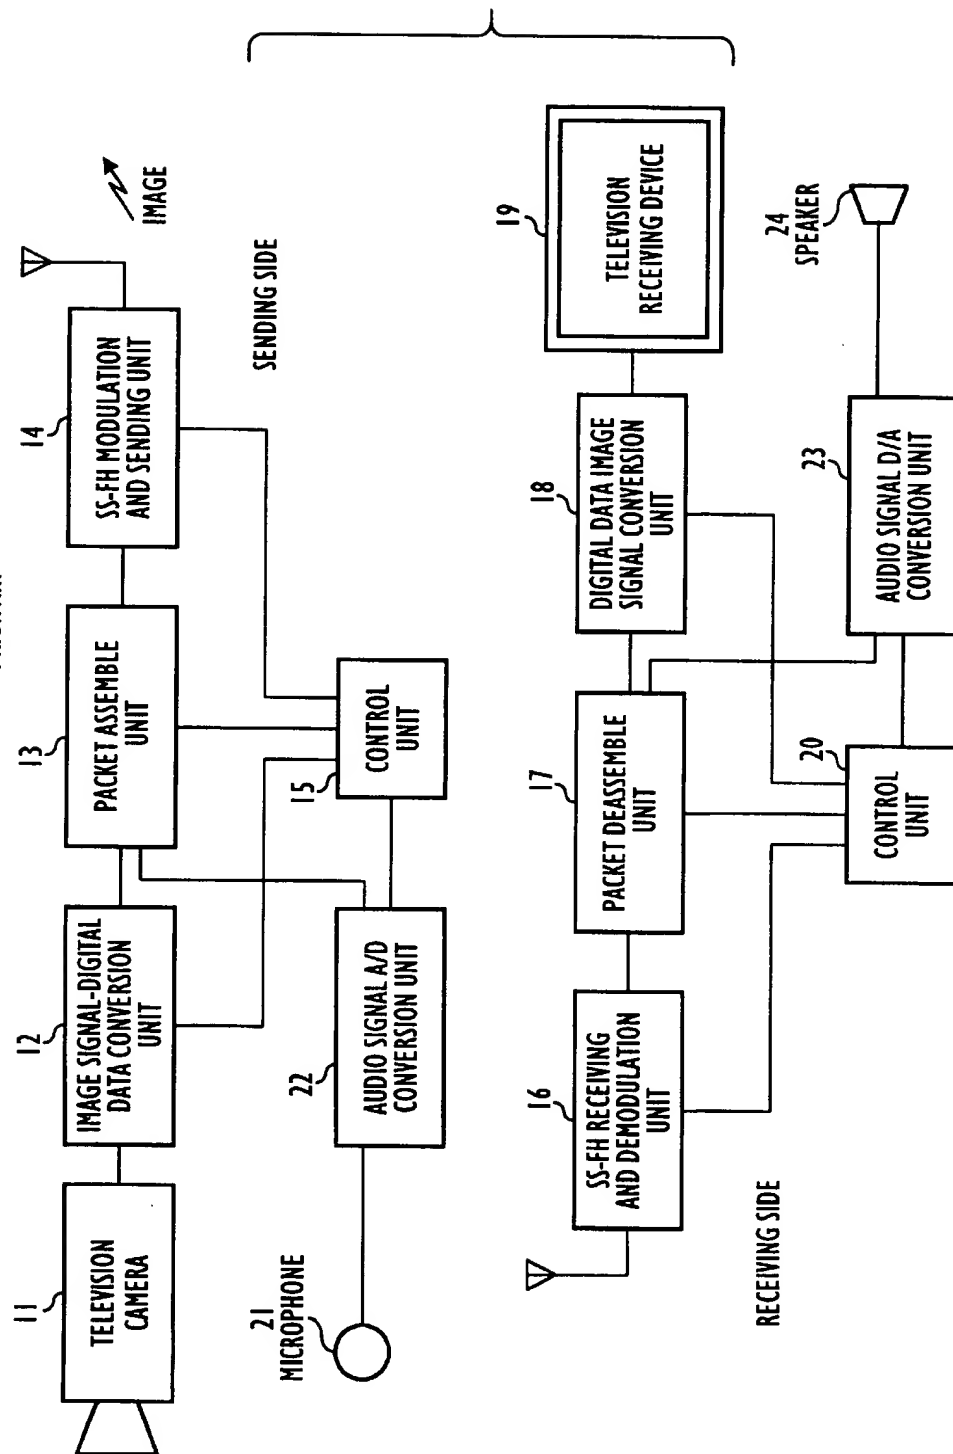 11
TELEVISION
CAMERA
12
IMAGE SIGNAL-DIGITAL
DATA CONVERSION
UNIT
13
PACKET ASSEMBLE
UNIT
14
SS-FH MODULATION
AND SENDING UNIT
IMAGE
21
MICROPHONE
22
AUDIO SIGNAL A/D
CONVERSION UNIT
15
CONTROL
UNIT
SENDING SIDE
16
SS-FH RECEIVING
AND DEMODULATION
UNIT
17
PACKET DEASSEMBLE
UNIT
18
DIGITAL DATA IMAGE
SIGNAL CONVERSION
UNIT
19
TELEVISION
RECEIVING DEVICE
RECEIVING SIDE
20
CONTROL
UNIT
23
AUDIO SIGNAL D/A
CONVERSION UNIT
24
SPEAKER